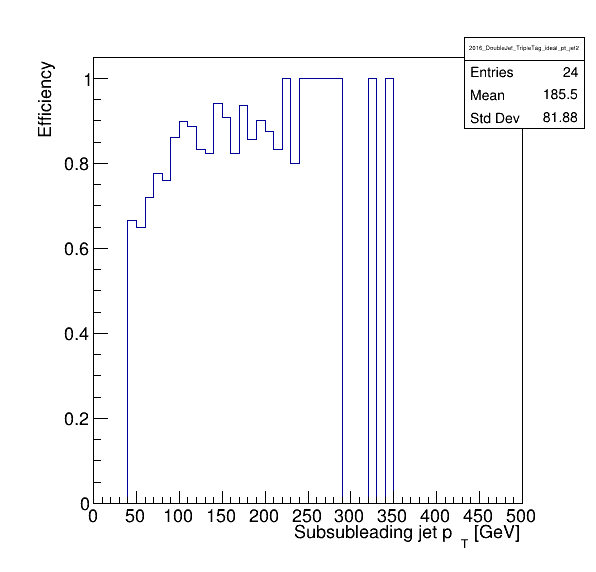 2016_DoubleJet_TripleTag_Ideal_pt_jet2
Entries 24
Mean 185.5
Std Dev 81.88
Efficiency
1
0.8
0.6
0.4
0.2
0
0 50 100 150 200 250 300 350 400 450 500
Subsubleading jet p T [GeV]